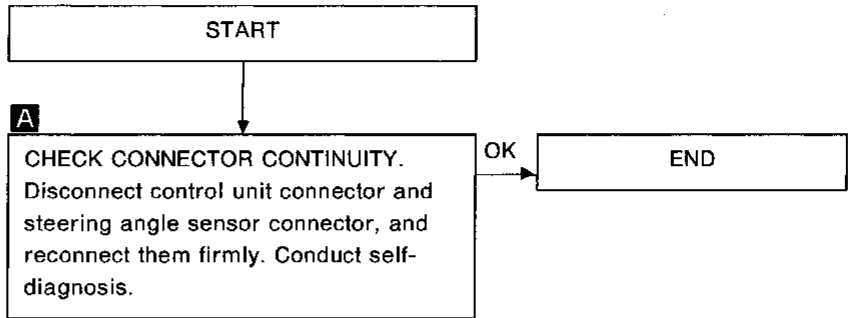 START
A
CHECK CONNECTOR CONTINUITY.
Disconnect control unit connector and
steering angle sensor connector, and
reconnect them firmly. Conduct self-
diagnosis.
OK
END